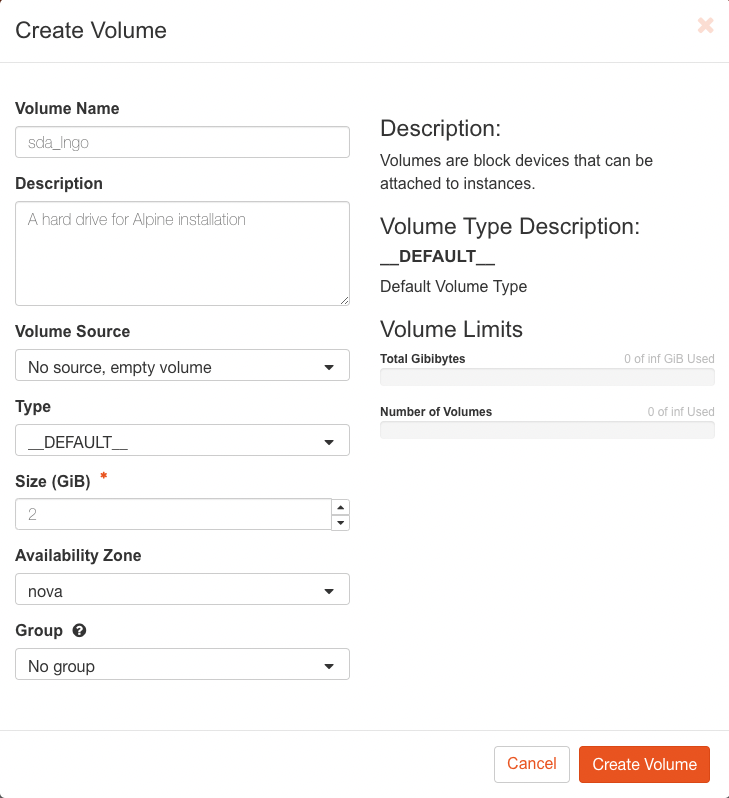 Create Volume
Volume Name
sda_lngo
Description
A hard drive for Alpine installation
Volume Source
No source, empty volume
Type
__DEFAULT__
Size (GiB) *
2
Availability Zone
nova
Group
No group
Description:
Volumes are block devices that can be
attached to instances.
Volume Type Description:
__DEFAULT__
Default Volume Type
Volume Limits
Total Gibibytes 0 of inf GiB Used
Number of Volumes 0 of inf Used
Cancel Create Volume